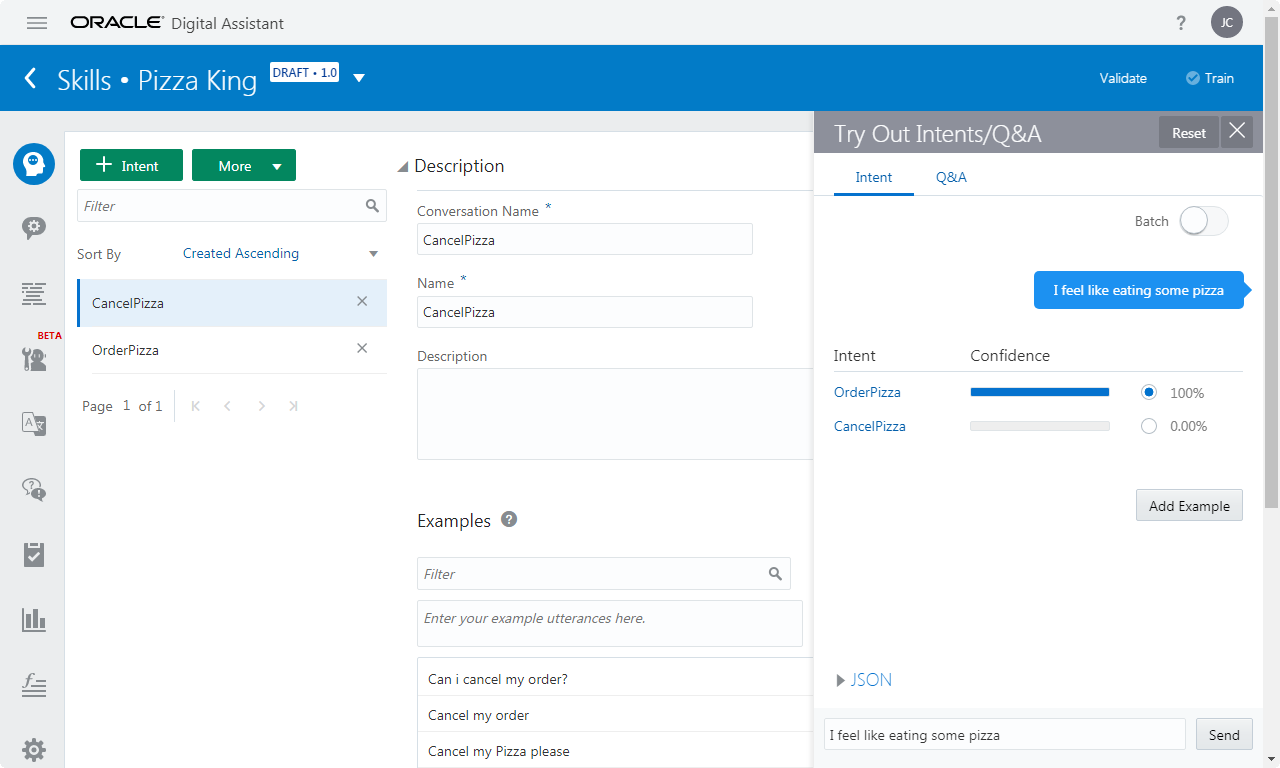 ORACLE Digital Assistant
?
JC
Skills • Pizza King
DRAFT • 1.0
Validate
Train
Intent
More
Filter
Sort By
Created Ascending
CancelPizza
OrderPizza
Page 1 of 1
BETA
Description
Conversation Name *
CancelPizza
Name *
CancelPizza
Description
Examples
?
Filter
Enter your example utterances here.
Can i cancel my order?
Cancel my order
Cancel my Pizza please
Try Out Intents/Q&A
Reset
Intent
Q&A
Batch
I feel like eating some pizza
Intent
Confidence
OrderPizza
100%
CancelPizza
0.00%
Add Example
JSON
I feel like eating some pizza
Send